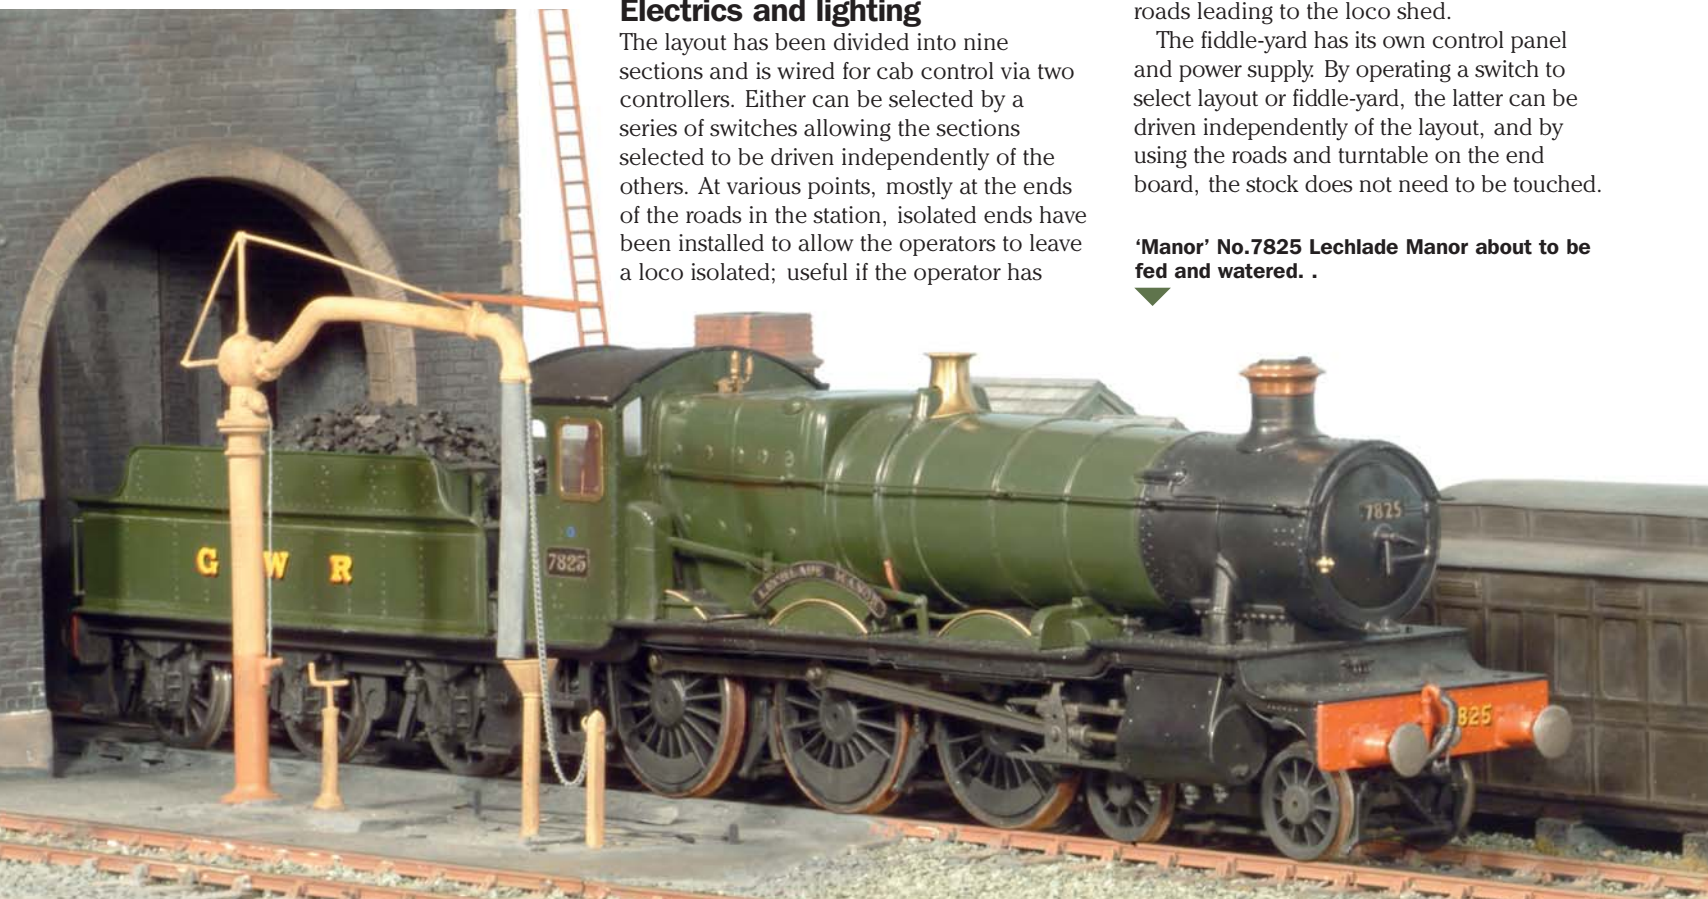 Electrics and lighting
The layout has been divided into nine
sections and is wired for cab control via two
controllers. Either can be selected by a
series of switches allowing the sections
selected to be driven independently of the
others. At various points, mostly at the ends
of the roads in the station, isolated ends have
been installed to allow the operators to leave
a loco isolated; useful if the operator has
roads leading to the loco shed.
The fiddle-yard has its own control panel
and power supply. By operating a switch to
select layout or fiddle-yard, the latter can be
driven independently of the layout, and by
using the roads and turntable on the end
board, the stock does not need to be touched.
‘Manor’ No.7825 Lechlade Manor about to be
fed and watered. .
G W R
7825
LECHLADE MANOR
7825
825